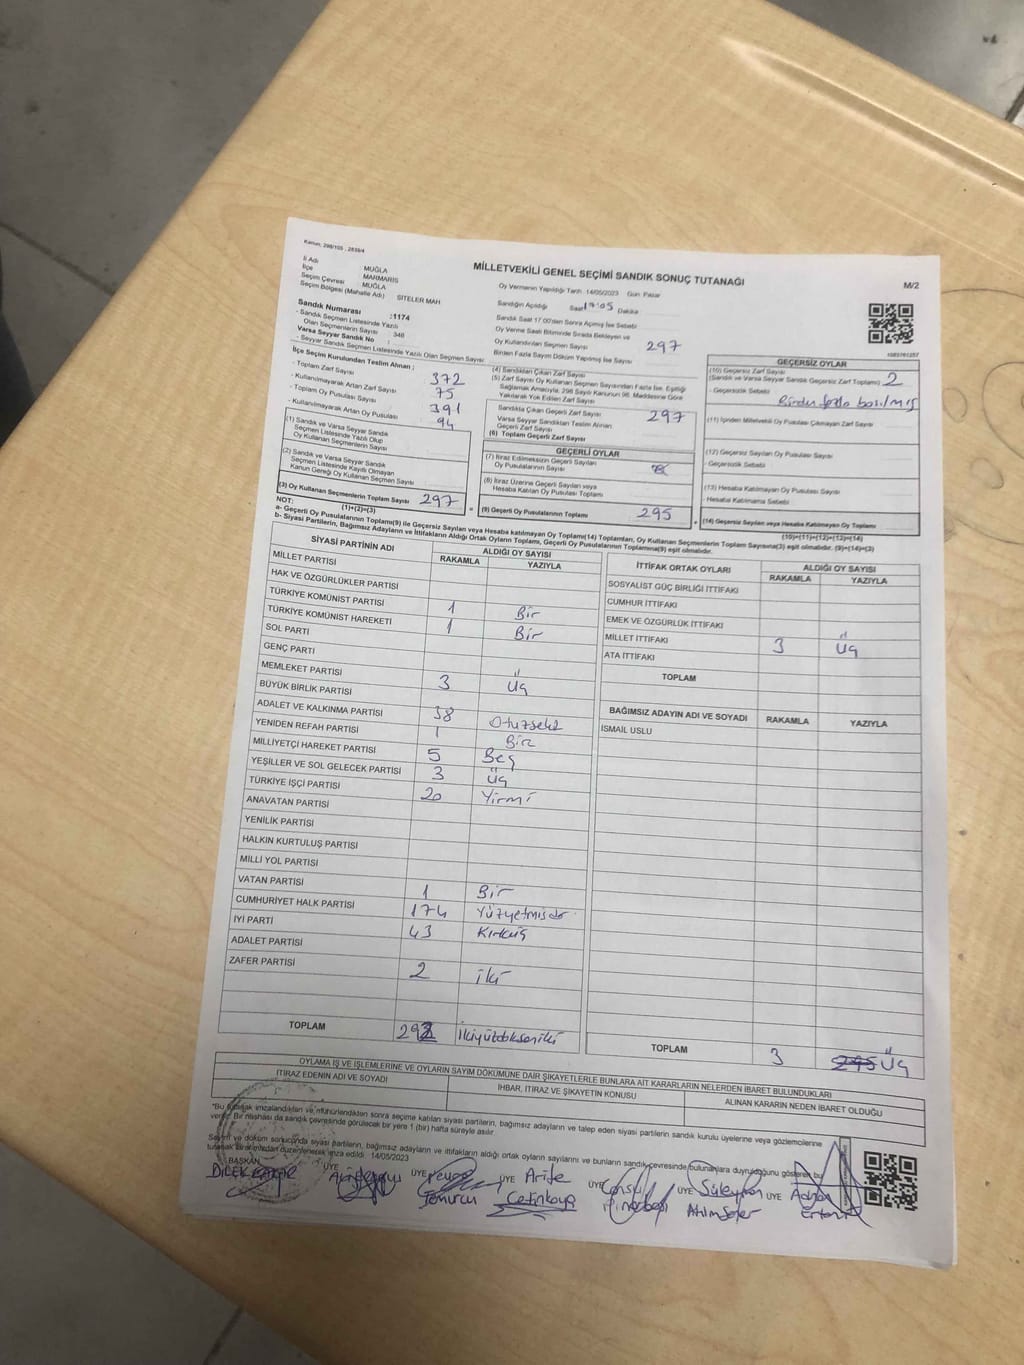 Kanun: 298/105 , 2839/4
MİLLETVEKİLİ GENEL SEÇİMİ SANDIK SONUÇ TUTANAĞI
M/2
İl Adı : MUĞLA
İlçe : MARMARİS
Seçim Çevresi : MUĞLA
Seçim Bölgesi (Mahalle Adı) : SİTELER MAH
Oy Vermenin Yapıldığı Tarih : 14/05/2023 Gün: Pazar
Sandığın Açıldığı Saat 17:05 Dakika
Sandık Saat 17:00'dan Sonra Açımış İse Sebebi
Sandık Numarası :1174
- Sandık Seçmen Listesinde Yazılı
Olan Seçmenlerin Sayısı : 346
Varsa Seyyar Sandık No
- Seyyar Sandık Seçmen Listesinde Yazılı Olan Seçmen Sayısı
Oy Verme Saati Bitiminde Sırada Bekleyen ve
Oy Kullandırılan Seçmen Sayısı 297
Birden Fazla Sayım Döküm Yapılmış İse Sayısı
İlçe Seçim Kurulundan Teslim Alınan ;
- Toplam Zarf Sayısı 372
- Kullanılmayarak Artan Zarf Sayısı 75
- Toplam Oy Pusulası Sayısı 391
- Kullanılmayarak Artan Oy Pusulası 94
(1) Sandık ve Varsa Seyyar Sandık
Seçmen Listesinde Yazılı Olup
Oy Kullanan Seçmenlerin Sayısı
(2) Sandık ve Varsa Seyyar Sandık
Seçmen Listesinde Kayıtlı Olmayan
Kanun Gereği Oy Kullanan Seçmen Sayısı
(3) Oy Kullanan Seçmenlerin Toplam Sayısı 297
(1)+(2)=(3)
(4) Sandıktan Çıkan Zarf Sayısı
(5) Zarf Sayısı Oy Kullanan Seçmen Sayısından Fazla İse, Eşitliği
Sağlamak Amacıyla; 298 Sayılı Kanunun 98. Maddesine Göre
Yakılarak Yok Edilen Zarf Sayısı
Sandıkta Çıkan Geçerli Zarf Sayısı 297
Varsa Seyyar Sandıktan Teslim Alınan
Geçerli Zarf Sayısı
(6) Toplam Geçerli Zarf Sayısı
GEÇERLİ OYLAR
(7) İtiraz Edilmeksizin Geçerli Sayılan
Oy Pusulalarının Sayısı
(8) İtiraz Üzerine Geçerli Sayılan veya
Hesaba Katılan Oy Pusulası Toplamı
(9) Geçerli Oy Pusulalarının Toplamı 295
GEÇERSİZ OYLAR
(10) Geçersiz Zarf Sayısı
(Sandık ve Varsa Seyyar Sandık Geçersiz Zarf Toplamı) 2
- Geçersizlik Sebebi Birden fazla basılmış
(11) İçinden Milletvekili Oy Pusulası Çıkmayan Zarf Sayısı
(12) Geçersiz Sayılan Oy Pusulası Sayısı
- Geçersizlik Sebebi
(13) Hesaba Katılmayan Oy Pusulası Sayısı
- Hesaba Katılmama Sebebi
(14) Geçersiz Sayılan veya Hesaba Katılmayan Oy Toplamı
(10)+(11)+(12)+(13)=(14)
NOT:
a- Geçerli Oy Pusulalarının Toplamı(9) ile Geçersiz Sayılan veya Hesaba katılmayan Oy Toplamı(14) Toplamları, Oy Kullanan Seçmenlerin Toplam Sayısına(3) eşit olmalıdır. (9)+(14)=(3)
b- Siyasi Partilerin, Bağımsız Adayların ve İttifakların Aldığı Ortak Oyların Toplamı, Geçerli Oy Pusulalarının Toplamına(9) eşit olmalıdır.
SİYASİ PARTİNİN ADI
ALDIĞI OY SAYISI
RAKAMLA YAZIYLA
MİLLET PARTİSİ
HAK VE ÖZGÜRLÜKLER PARTİSİ
TÜRKİYE KOMÜNİST PARTİSİ 1 Bir
TÜRKİYE KOMÜNİST HAREKETİ 1 Bir
SOL PARTİ
GENÇ PARTİ
MEMLEKET PARTİSİ 3 Üç
BÜYÜK BİRLİK PARTİSİ
ADALET VE KALKINMA PARTİSİ 38 Otuzsekiz
YENİDEN REFAH PARTİSİ 1 Bir
MİLLİYETÇİ HAREKET PARTİSİ 5 Beş
YEŞİLLER VE SOL GELECEK PARTİSİ 3 Üç
TÜRKİYE İŞÇİ PARTİSİ 20 Yirmi
ANAVATAN PARTİSİ
YENİLİK PARTİSİ
HALKIN KURTULUŞ PARTİSİ
MİLLİ YOL PARTİSİ
VATAN PARTİSİ 1 Bir
CUMHURİYET HALK PARTİSİ 174 Yüzyetmişdör
İYİ PARTİ 43 Kırküç
ADALET PARTİSİ
ZAFER PARTİSİ 2 iki
TOPLAM 292 İkiyüzdokseniki
İTTİFAK ORTAK OYLARI
ALDIĞI OY SAYISI
RAKAMLA YAZIYLA
SOSYALİST GÜÇ BİRLİĞİ İTTİFAKI
CUMHUR İTTİFAKI
EMEK VE ÖZGÜRLÜK İTTİFAKI
MİLLET İTTİFAKI 3 Üç
ATA İTTİFAKI
TOPLAM
BAĞIMSIZ ADAYIN ADI VE SOYADI RAKAMLA YAZIYLA
İSMAİL USLU
TOPLAM 3 295 Üç
OYLAMA İŞ VE İŞLEMLERİNE VE OYLARIN SAYIM DÖKÜMÜNE DAİR ŞİKAYETLERLE BUNLARA AİT KARARLARIN NELERDEN İBARET BULUNDUKLARI
İTİRAZ EDENİN ADI VE SOYADI
İHBAR, İTİRAZ VE ŞİKAYETİN KONUSU
ALINAN KARARIN NEDEN İBARET OLDUĞU
*Bu tutanak imzalandıktan ve mühürlendikten sonra seçime katılan siyasi partilerin, bağımsız adayların ve talep eden siyasi partilerin sandık kurulu üyelerine veya gözlemcilerine
verilir. Bir nüshası da sandık çevresinde görülecek bir yere 1 (bir) hafta süreyle asılır.
Sayım ve döküm sonucunda siyasi partilerin, bağımsız adayların ve ittifakların aldığı ortak oyların sayılarını ve bunların sandık çevresinde bulunanlara duyrulduğunu gösteren bu
tutanak tarafımızdan düzenlenerek imza edildi. 14/05/2023
BAŞKAN ÜYE ÜYE ÜYE ÜYE ÜYE ÜYE
DİLEK Arife Cansu Süleyman Adnan
Çetinkaya